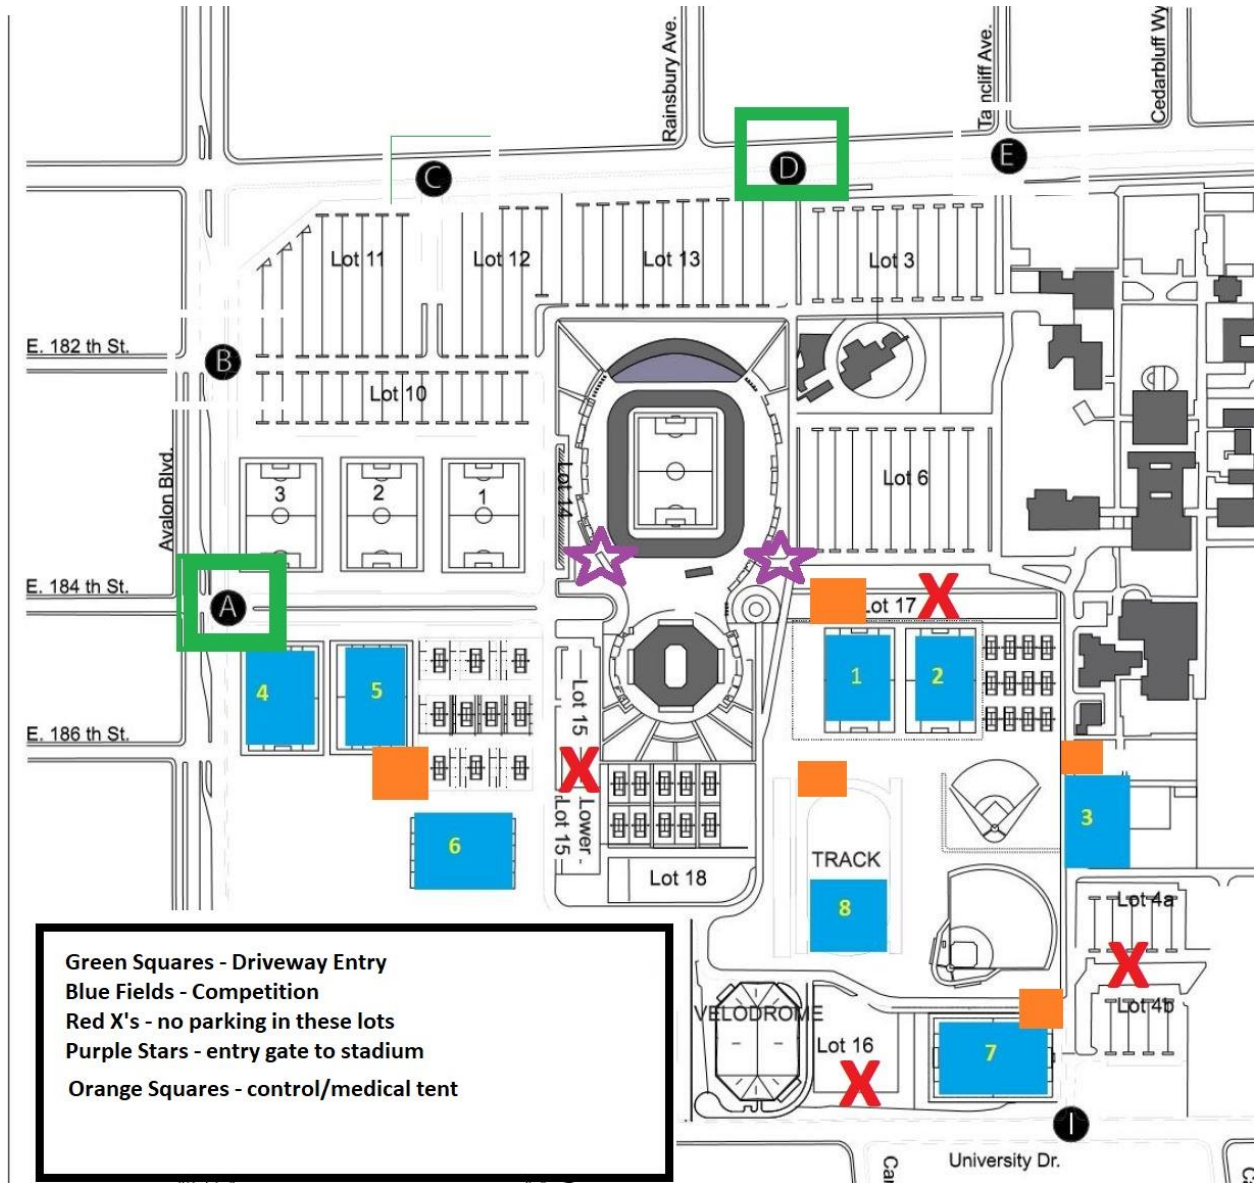 Rainsbury Ave.
Tamcliff Ave.
Cedarbluff Wy
D
E
C
Lot 11
Lot 12
Lot 13
Lot 3
E. 182 th St.
B
Lot 10
Avalon Blvd.
3
2
1
Lot 14
Lot 6
E. 184 th St.
A
Lot 17
4
5
1
2
Lot 15
E. 186 th St.
Lower
Lot 15
3
6
TRACK
Lot 18
8
Lot 4a
VELODROME
Lot 4b
Lot 16
7
I
University Dr.
Green Squares - Driveway Entry
Blue Fields - Competition
Red X's - no parking in these lots
Purple Stars - entry gate to stadium
Orange Squares - control/medical tent